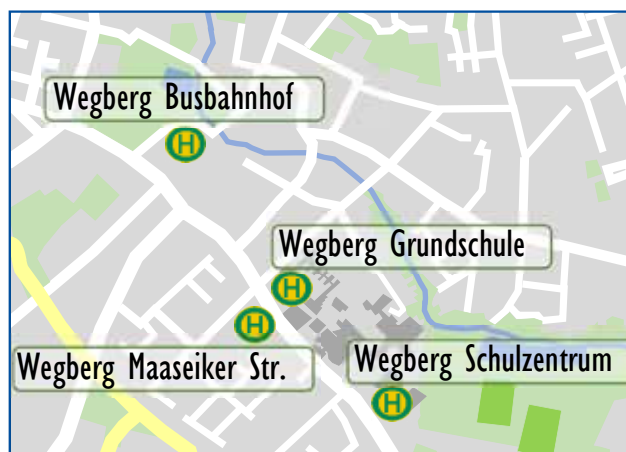 Wegberg Busbahnhof
H
Wegberg Grundschule
H
H
Wegberg Maaseiker Str.
Wegberg Schulzentrum
H